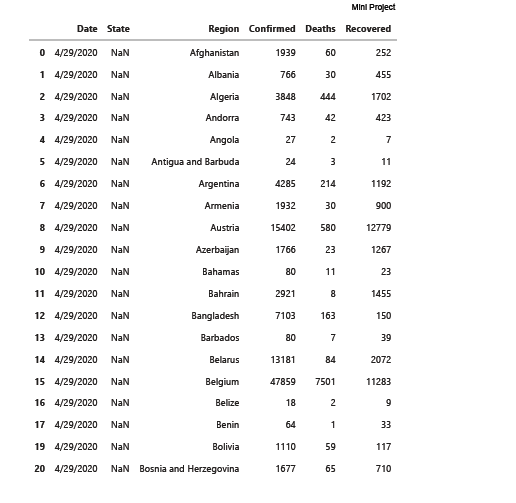 Mini Project
Date State Region Confirmed Deaths Recovered
0 4/29/2020 NaN Afghanistan 1939 60 252
1 4/29/2020 NaN Albania 766 30 455
2 4/29/2020 NaN Algeria 3848 444 1702
3 4/29/2020 NaN Andorra 743 42 423
4 4/29/2020 NaN Angola 27 2 7
5 4/29/2020 NaN Antigua and Barbuda 24 3 11
6 4/29/2020 NaN Argentina 4285 214 1192
7 4/29/2020 NaN Armenia 1932 30 900
8 4/29/2020 NaN Austria 15402 580 12779
9 4/29/2020 NaN Azerbaijan 1766 23 1267
10 4/29/2020 NaN Bahamas 80 11 23
11 4/29/2020 NaN Bahrain 2921 8 1455
12 4/29/2020 NaN Bangladesh 7103 163 150
13 4/29/2020 NaN Barbados 80 7 39
14 4/29/2020 NaN Belarus 13181 84 2072
15 4/29/2020 NaN Belgium 47859 7501 11283
16 4/29/2020 NaN Belize 18 2 9
17 4/29/2020 NaN Benin 64 1 33
19 4/29/2020 NaN Bolivia 1110 59 117
20 4/29/2020 NaN Bosnia and Herzegovina 1677 65 710